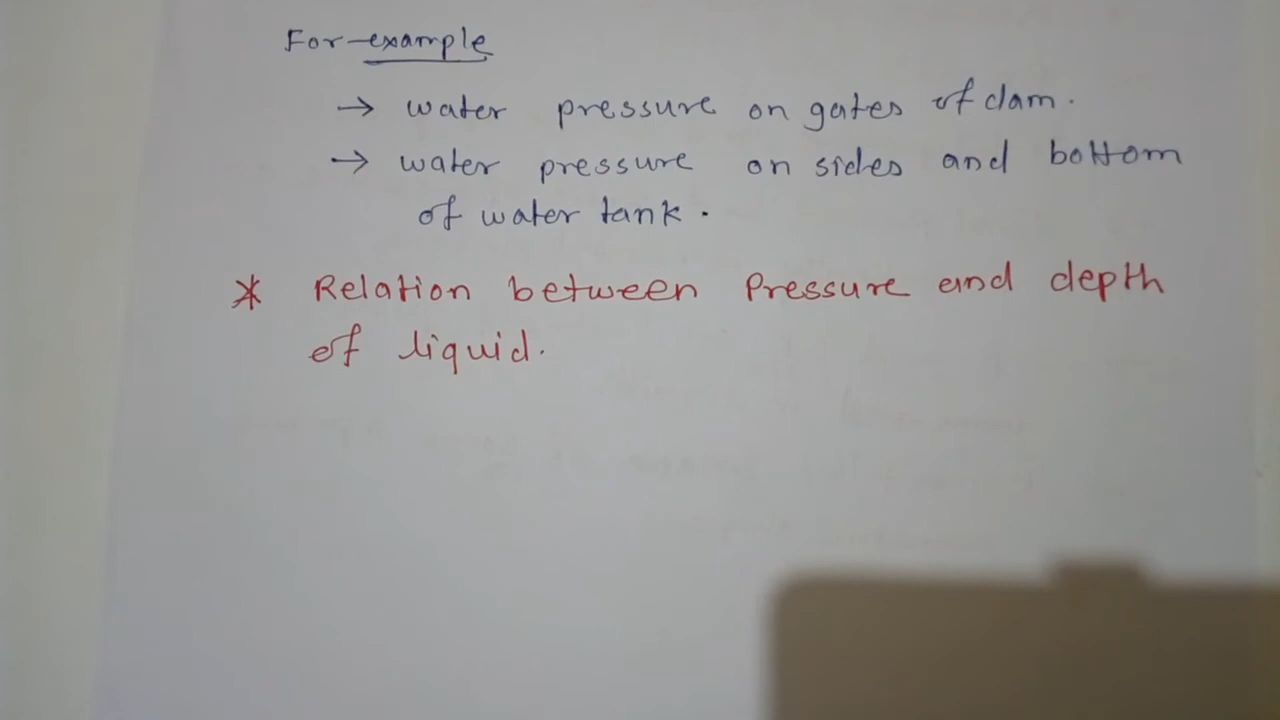 For-example
→ water pressure on gates of dam.
→ water pressure on sides and bottom
of water tank.
* Relation between Pressure and depth
of liquid.